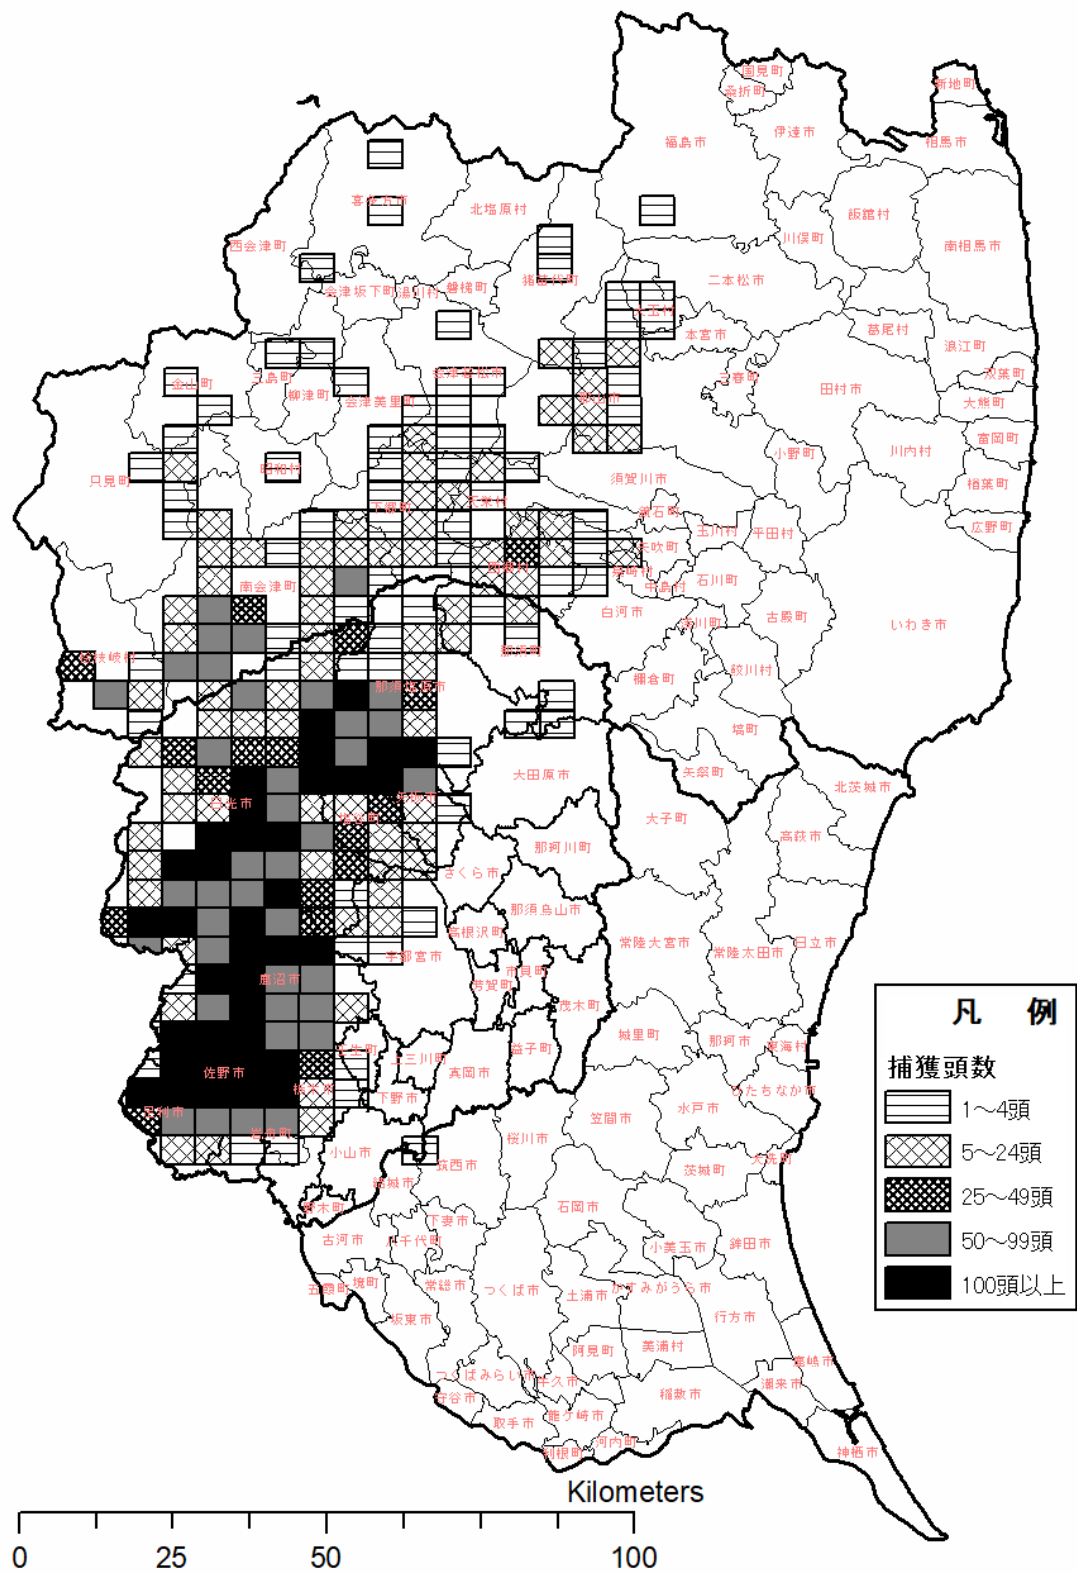 国見町
桑折町
新地町
伊達市
福島市
相馬市
喜多方市
北塩原村
飯舘村
川俣町
西会津町
南相馬市
猪苗代町
二本松市
会津坂下町
湯川村
磐梯町
大玉村
本宮市
葛尾村
浪江町
双葉町
三島町
会津若松市
三春町
金山町
柳津町
田村市
会津美里町
郡山市
大熊町
富岡町
川内村
小野町
昭和村
只見町
須賀川市
楢葉町
天栄村
下郷町
鏡石町
広野町
玉川村
平田村
矢吹町
西郷村
泉崎村
南会津町
中島村
石川町
白河市
古殿町
浅川町
いわき市
那須町
檜枝岐村
鮫川村
棚倉町
那須塩原市
塙町
矢祭町
大田原市
北茨城市
矢板市
日光市
塩谷町
大子町
高萩市
那珂川町
さくら市
那須烏山市
高根沢町
常陸大宮市
日立市
常陸太田市
宇都宮市
市貝町
鹿沼市
芳賀町
茂木町
城里町
那珂市
東海村
壬生町
上三川町
益子町
佐野市
真岡市
栃木市
下野市
ひたちなか市
足利市
水戸市
笠間市
岩舟町
桜川市
小山市
筑西市
大洗町
茨城町
結城市
野木町
石岡市
下妻市
古河市
八千代町
小美玉市
鉾田市
五霞町
境町
常総市
つくば市
土浦市
かすみがうら市
坂東市
行方市
阿見町
美浦村
鹿嶋市
つくばみらい市
牛久市
潮来市
守谷市
稲敷市
取手市
龍ケ崎市
河内町
利根町
神栖市
凡 例
捕獲頭数
1～4頭
5～24頭
25～49頭
50～99頭
100頭以上
Kilometers
0 25 50 100